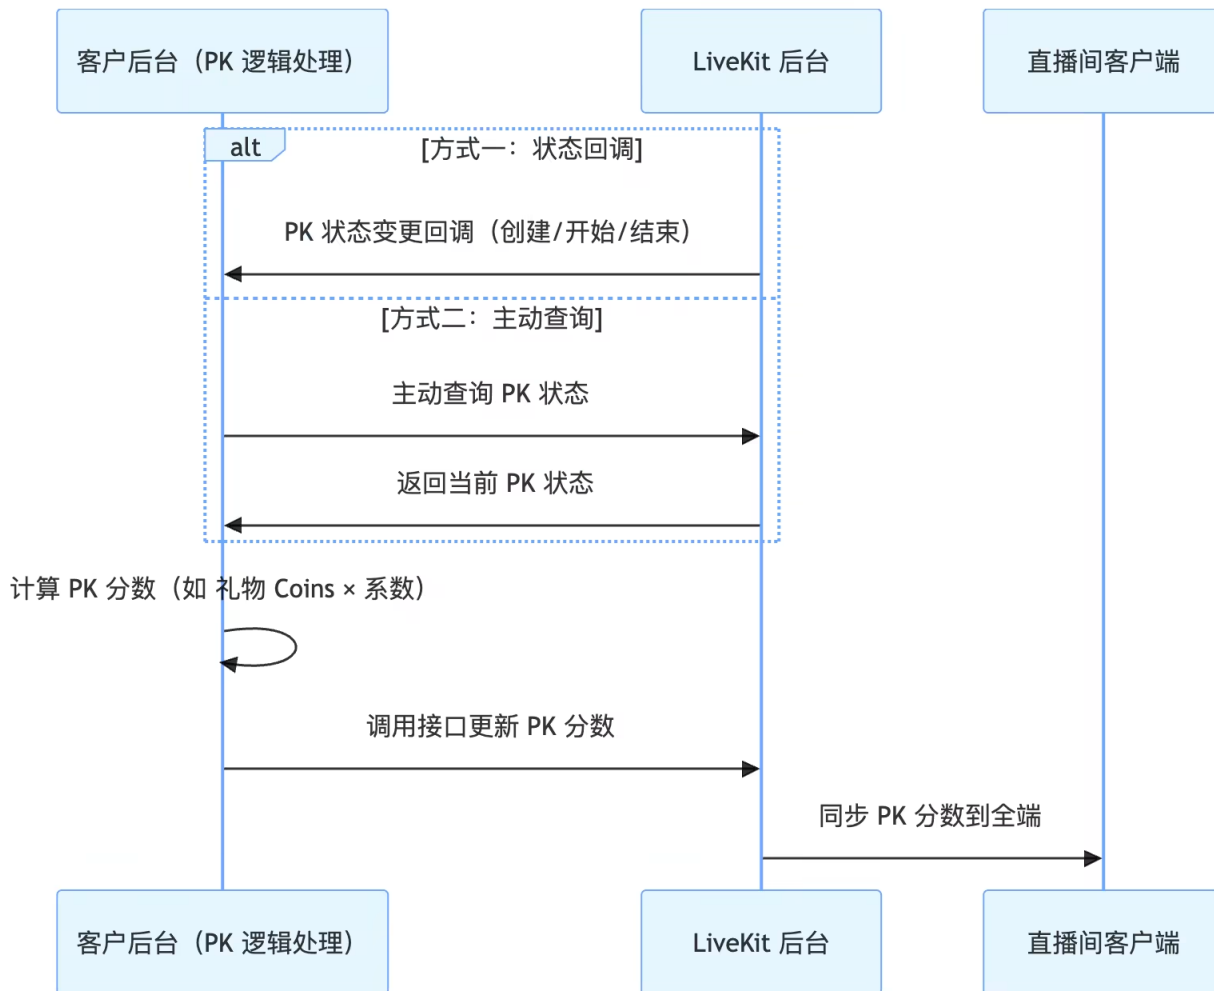 客户后台（PK 逻辑处理）
LiveKit 后台
直播间客户端
alt
[方式一：状态回调]
PK 状态变更回调（创建/开始/结束）
[方式二：主动查询]
主动查询 PK 状态
返回当前 PK 状态
计算 PK 分数（如 礼物 Coins × 系数）
调用接口更新 PK 分数
同步 PK 分数到全端
客户后台（PK 逻辑处理）
LiveKit 后台
直播间客户端